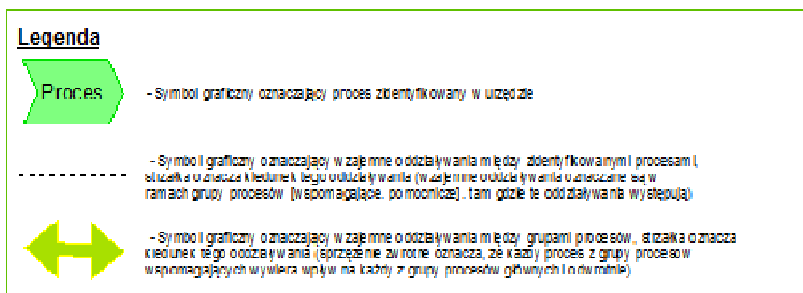 Legenda
Proces
- Symbol graficzny oznaczający proces zidentyfikowany w urzędzie
- Symboll graficzny oznaczający wzajemne oddziaływania między zidentyfikowanymi procesami,
strzałka oznacza kierunek tego oddziaływania (wzajemne oddziaływania oznaczane są w
ramach grupy procesów [wspomagające, pomocnicze], tam gdzie te oddziaływania występują)
- Symboll graficzny oznaczający wzajemne oddziaływania między grupami procesów,, strzałka oznacza
kierunek tego oddziaływania (sprzężenie zwrotne oznacza, że każdy proces z grupy procesów
wspomagających wywiera wpływ na każdy z grupy procesów głównych i odwrotnie)